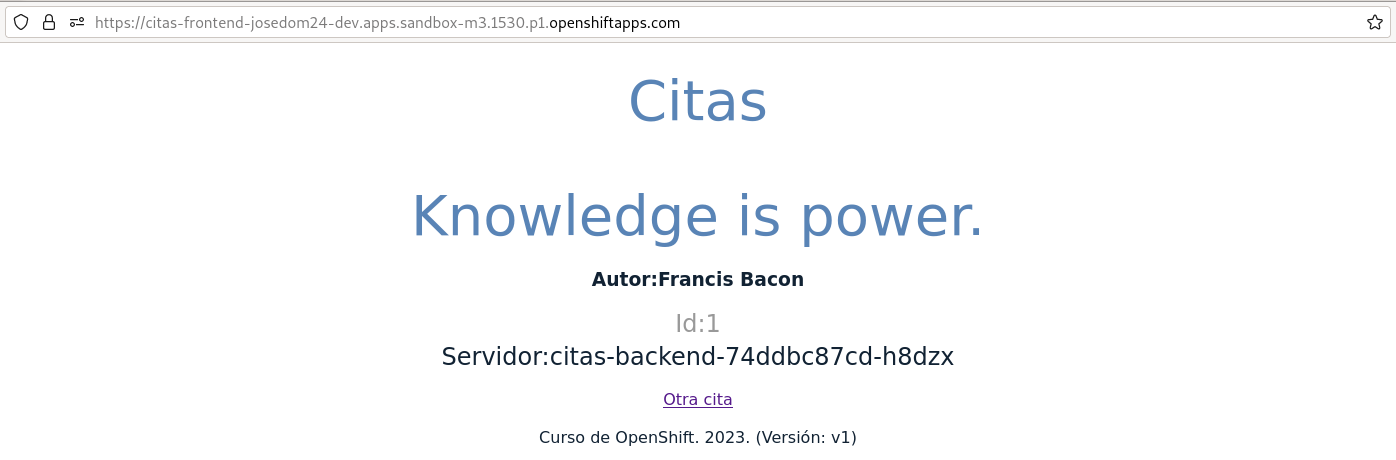 https://citas-frontend-josedom24-dev.apps.sandbox-m3.1530.p1.openshiftapps.com
Citas
Knowledge is power.
Autor:Francis Bacon
Id:1
Servidor:citas-backend-74ddbc87cd-h8dzx
Otra cita
Curso de OpenShift. 2023. (Versión: v1)